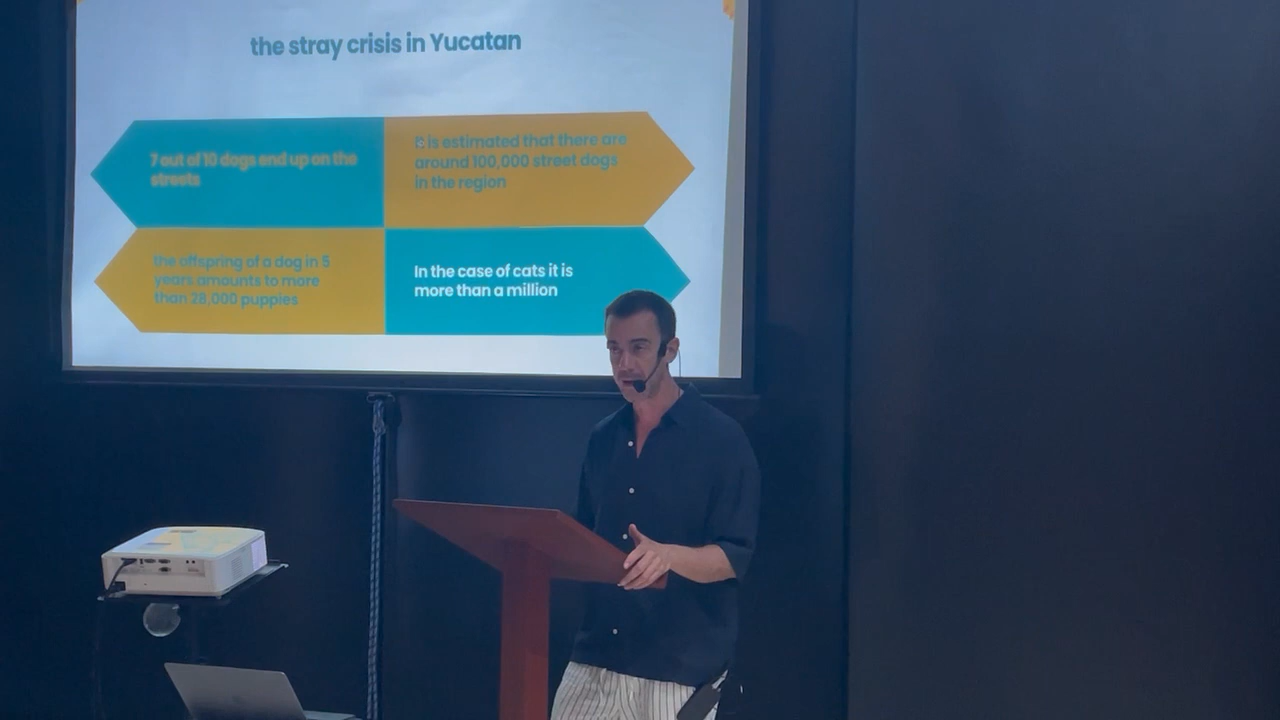 the stray crisis in Yucatan
7 out of 10 dogs end up on the
streets
It is estimated that there are
around 100,000 street dogs
in the region
the offspring of a dog in 5
years amounts to more
than 28,000 puppies
In the case of cats it is
more than a million